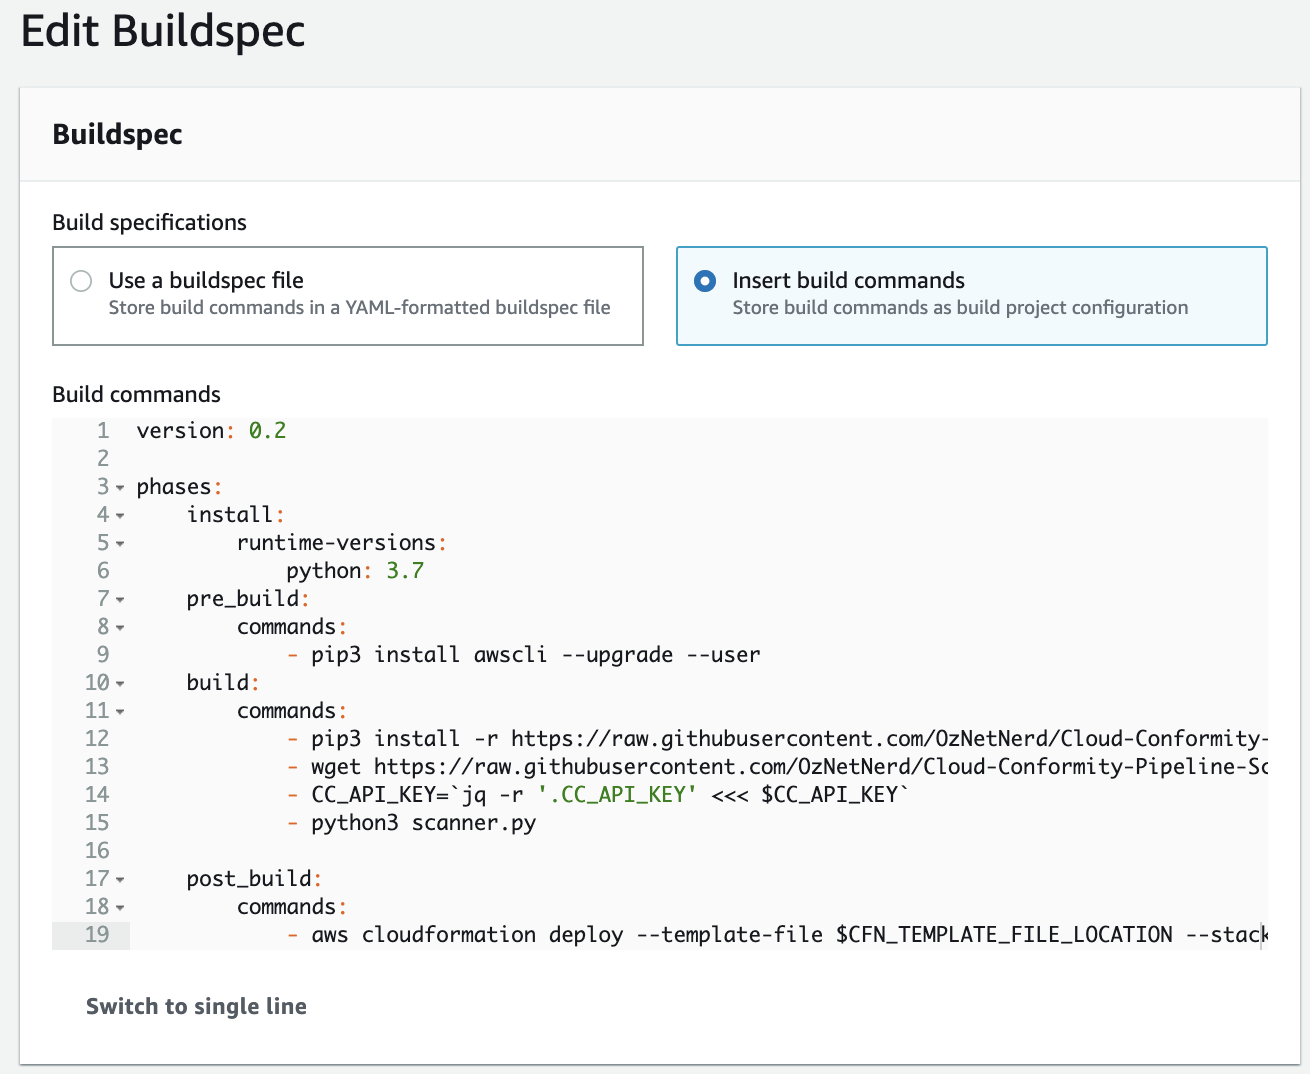 Edit Buildspec
Buildspec
Build specifications
Use a buildspec file
Store build commands in a YAML-formatted buildspec file
Insert build commands
Store build commands as build project configuration
Build commands
1 version: 0.2
2
3 phases:
4     install:
5         runtime-versions:
6             python: 3.7
7     pre_build:
8         commands:
9             - pip3 install awscli --upgrade --user
10     build:
11         commands:
12             - pip3 install -r https://raw.githubusercontent.com/OzNetNerd/Cloud-Conformity-
13             - wget https://raw.githubusercontent.com/OzNetNerd/Cloud-Conformity-Pipeline-Sc
14             - CC_API_KEY=`jq -r '.CC_API_KEY' <<< $CC_API_KEY`
15             - python3 scanner.py
16
17     post_build:
18         commands:
19             - aws cloudformation deploy --template-file $CFN_TEMPLATE_FILE_LOCATION --stack
Switch to single line